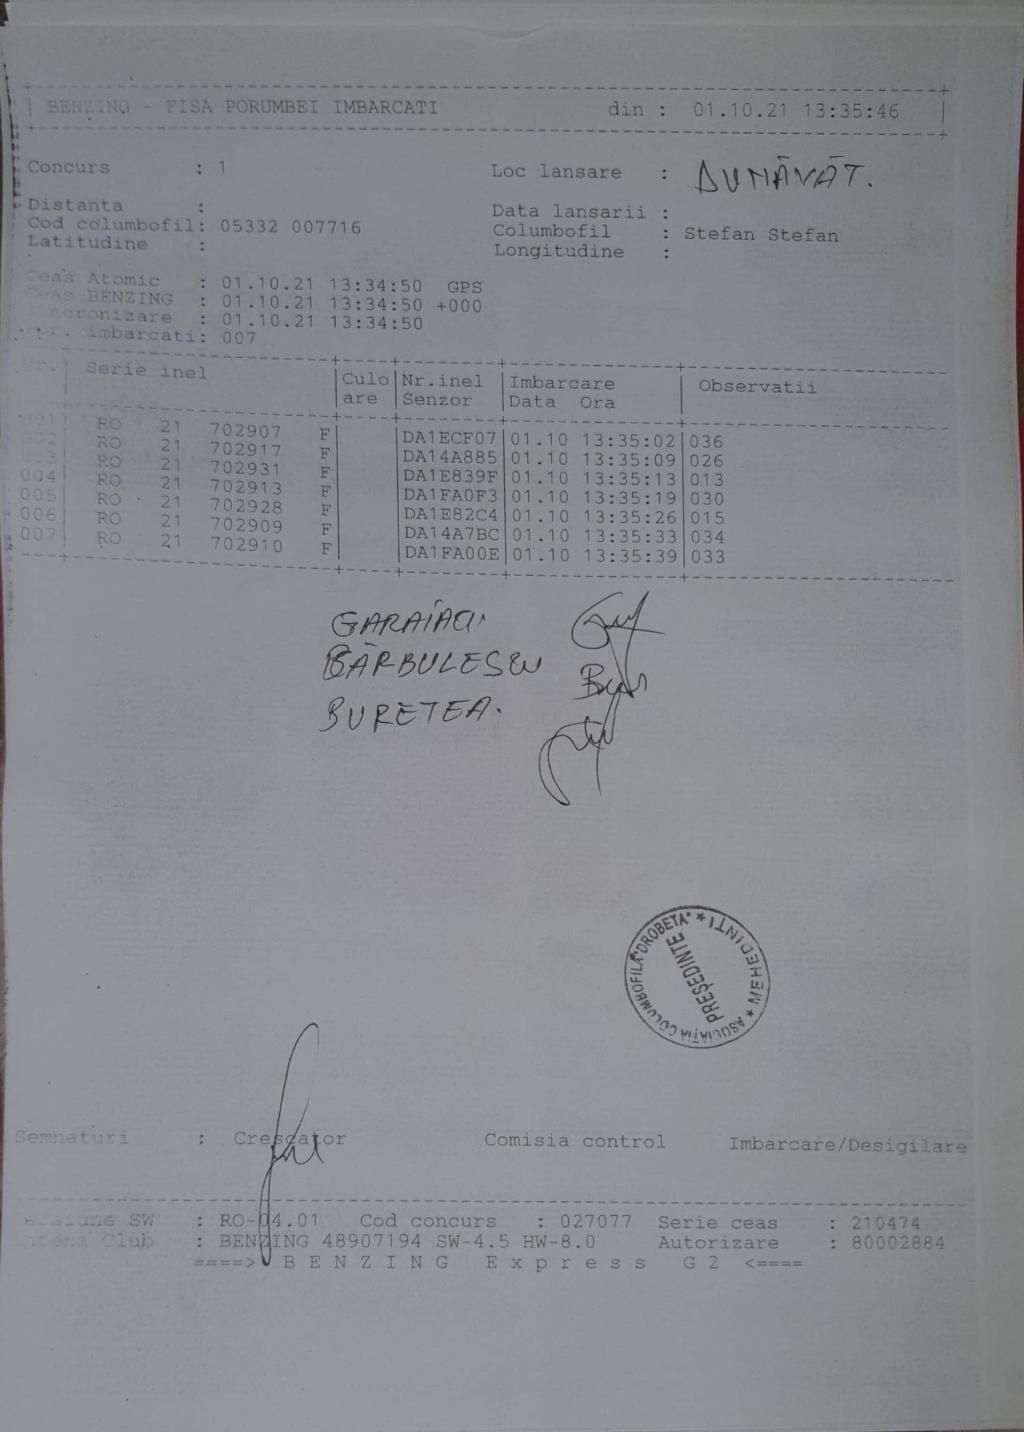 BENZING - FISA PORUMBEI IMBARCATI din : 01.10.21 13:35:46
Concurs : 1 Loc lansare : DUNĂVĂT.
Distanta : Data lansarii :
Cod columbofil: 05332 007716 Columbofil : Stefan Stefan
Latitudine : Longitudine :
Ceas Atomic : 01.10.21 13:34:50 GPS
Ceas BENZING : 01.10.21 13:34:50 +000
Sincronizare : 01.10.21 13:34:50
imbarcati: 007
Serie inel Culo Nr.inel Imbarcare Observatii
are Senzor Data Ora
RO 21 702907 F DA1ECF07 01.10 13:35:02 036
RO 21 702917 F DA14A885 01.10 13:35:09 026
RO 21 702931 F DA1E839F 01.10 13:35:13 013
004 RO 21 702913 F DA1FA0F3 01.10 13:35:19 030
005 RO 21 702928 F DA1E82C4 01.10 13:35:26 015
006 RO 21 702909 F DA14A7BC 01.10 13:35:33 034
007 RO 21 702910 F DA1FA00E 01.10 13:35:39 033
BĂRBULESCU
BURETEA.
ASOCIAȚIA COLUMBOFILĂ "DROBETA" * MEHEDINȚI *
PREȘEDINTE
Semnaturi : Crescator Comisia control Imbarcare/Desigilare
Versiune SW : RO-04.01 Cod concurs : 027077 Serie ceas : 210474
Antena Club : BENZING 48907194 SW-4.5 HW-8.0 Autorizare : 80002884
====> B E N Z I N G E x p r e s s G 2 <====